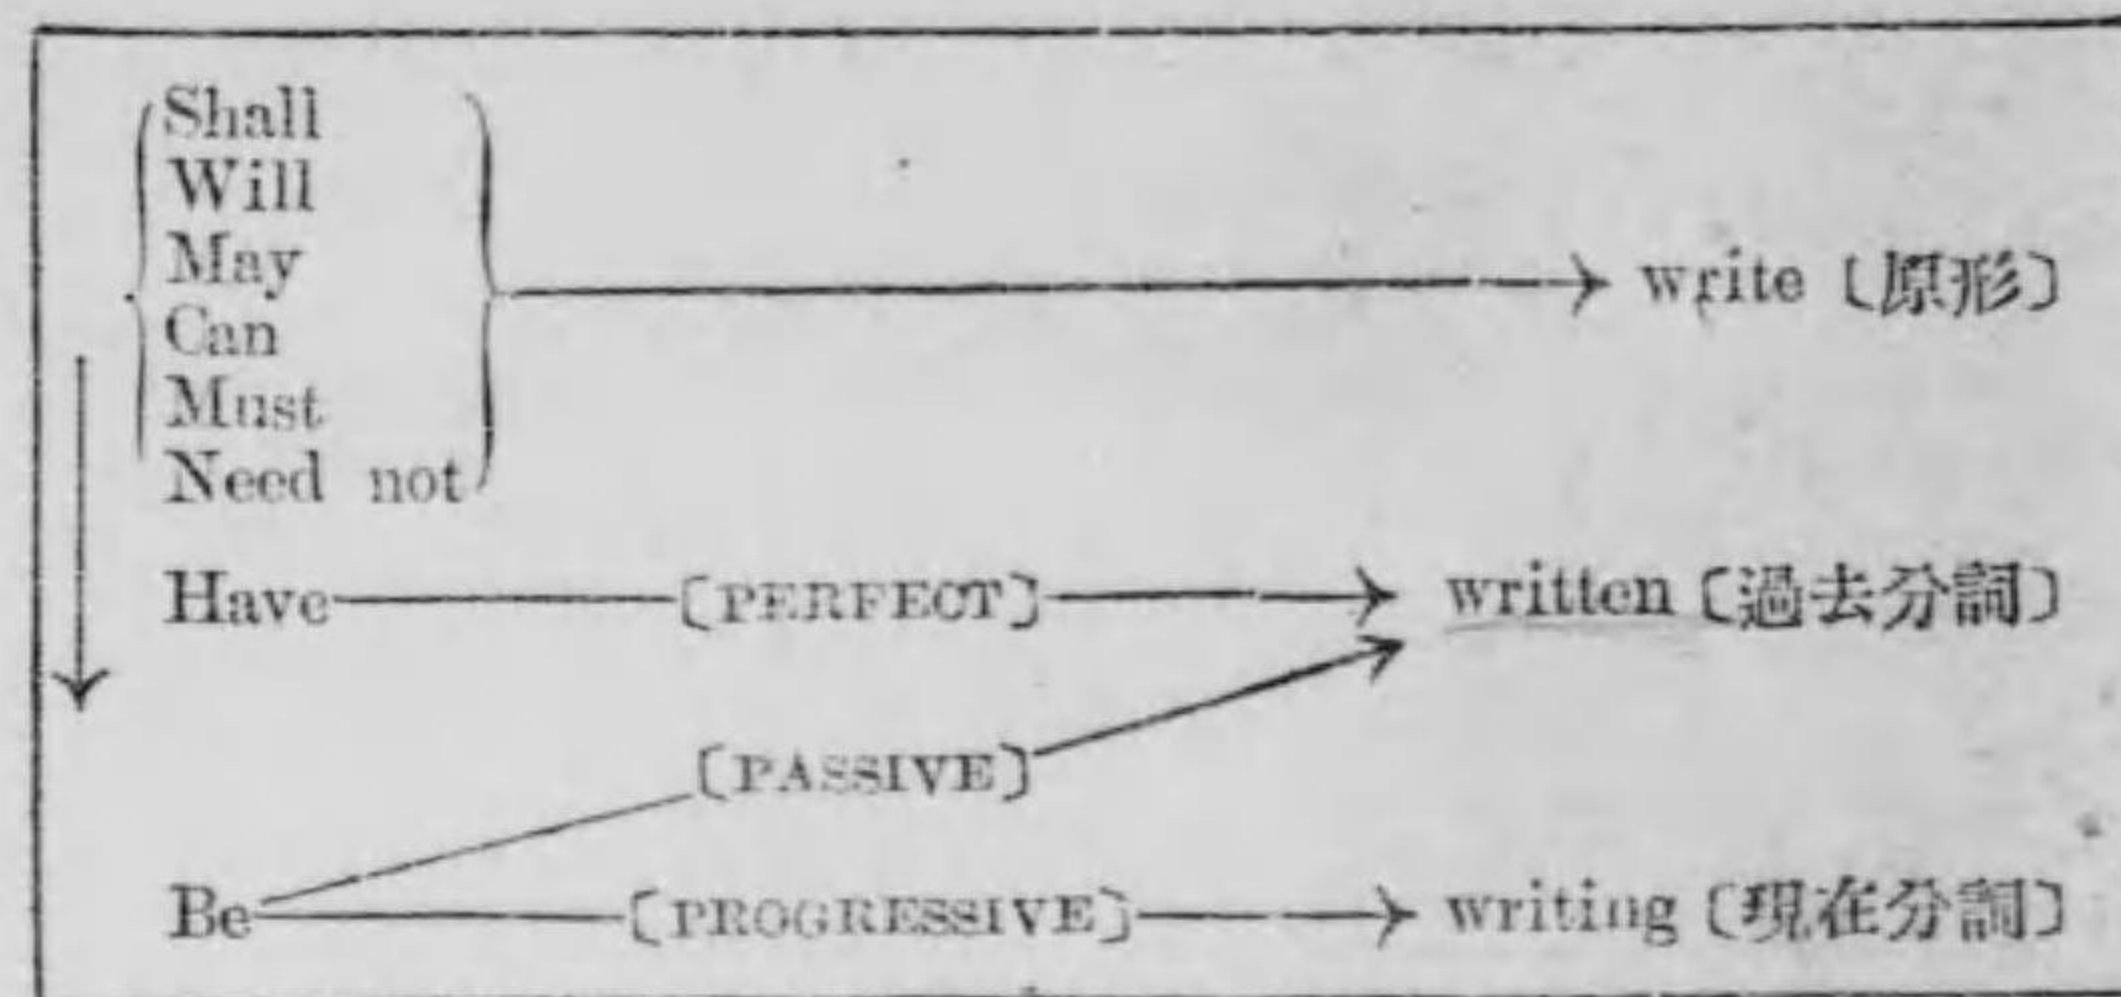 Shall
Will
May
Can
Must
Need not
write〔原形〕
Have〔PERFECT〕written〔過去分詞〕
〔PASSIVE〕
Be〔PROGRESSIVE〕writing〔現在分詞〕